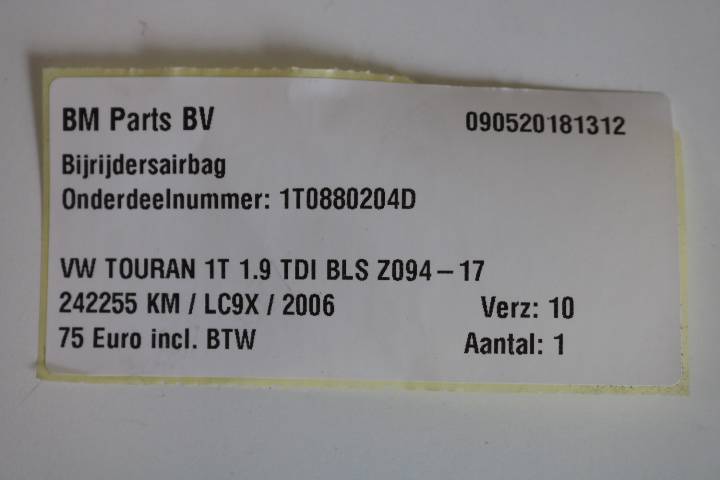 BM Parts BV 090520181312
Bijrijdersairbag
Onderdeelnummer: 1T0880204D
VW TOURAN 1T 1.9 TDI BLS Z094-17
242255 KM / LC9X / 2006 Verz: 10
75 Euro incl. BTW Aantal: 1